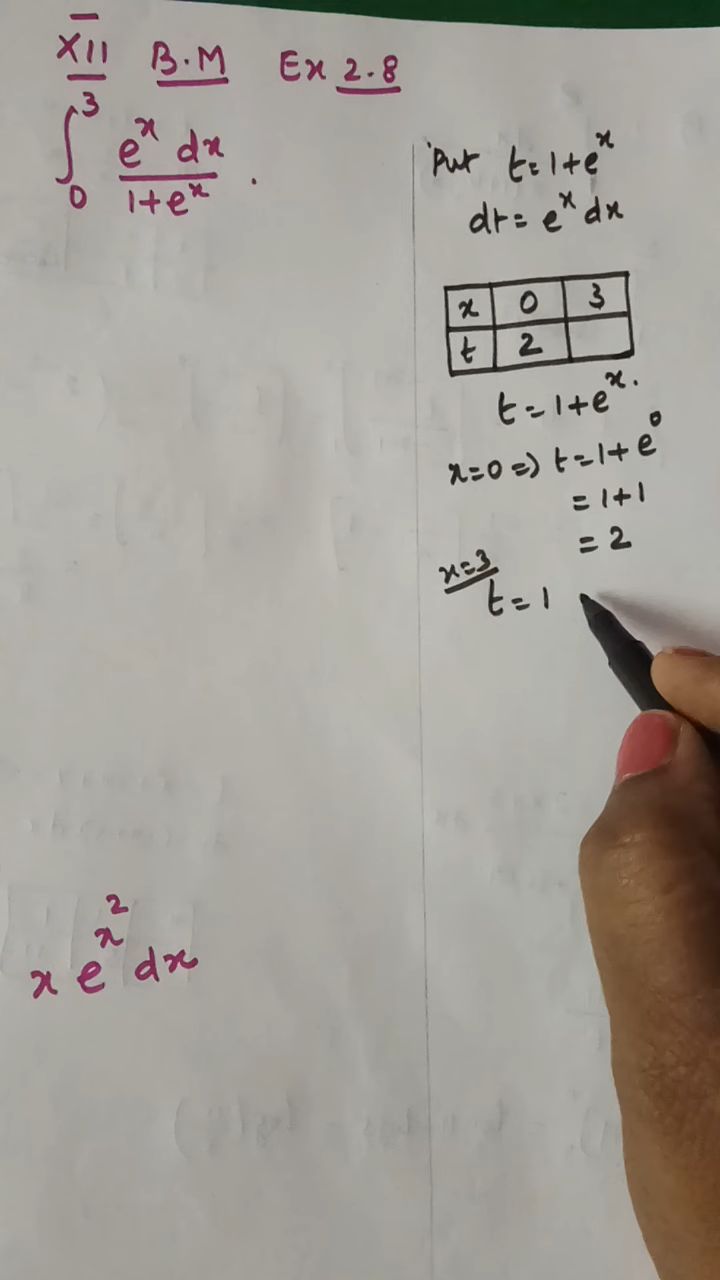 XII B.M Ex 2.8
∫₀³ eˣ dx / 1+eˣ .
Put t=1+eˣ
dt= eˣ dx
x 0 3
t 2
t=1+eˣ.
x=0 => t=1+e⁰
=1+1
=2
x=3
t=1
x e^x² dx